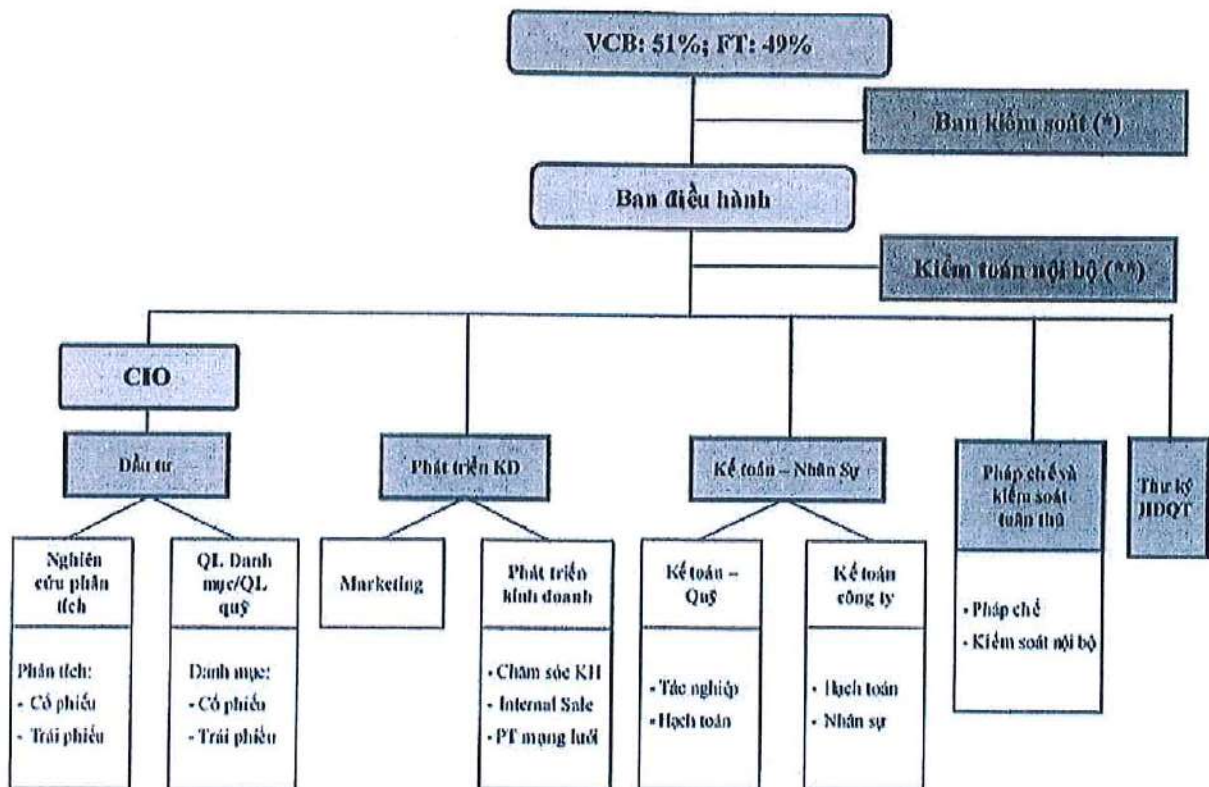 VCB: 51%; FT: 49%
Ban kiểm soát (*)
Ban điều hành
Kiểm toán nội bộ (**)
CIO
Đầu tư
Phát triển KD
Kế toán – Nhân Sự
Pháp chế và
kiểm soát
tuân thủ
Thư ký
HĐQT
Nghiên
cứu phân
tích
QL Danh
mục/QL
quỹ
Marketing
Phát triển
kinh doanh
Kế toán –
Quỹ
Kế toán
công ty
• Pháp chế
• Kiểm soát nội bộ
Phân tích:
- Cổ phiếu
- Trái phiếu
Danh mục:
- Cổ phiếu
- Trái phiếu
• Chăm sóc KH
• Internal Sale
• PT mạng lưới
• Tác nghiệp
• Hạch toán
• Hạch toán
• Nhân sự